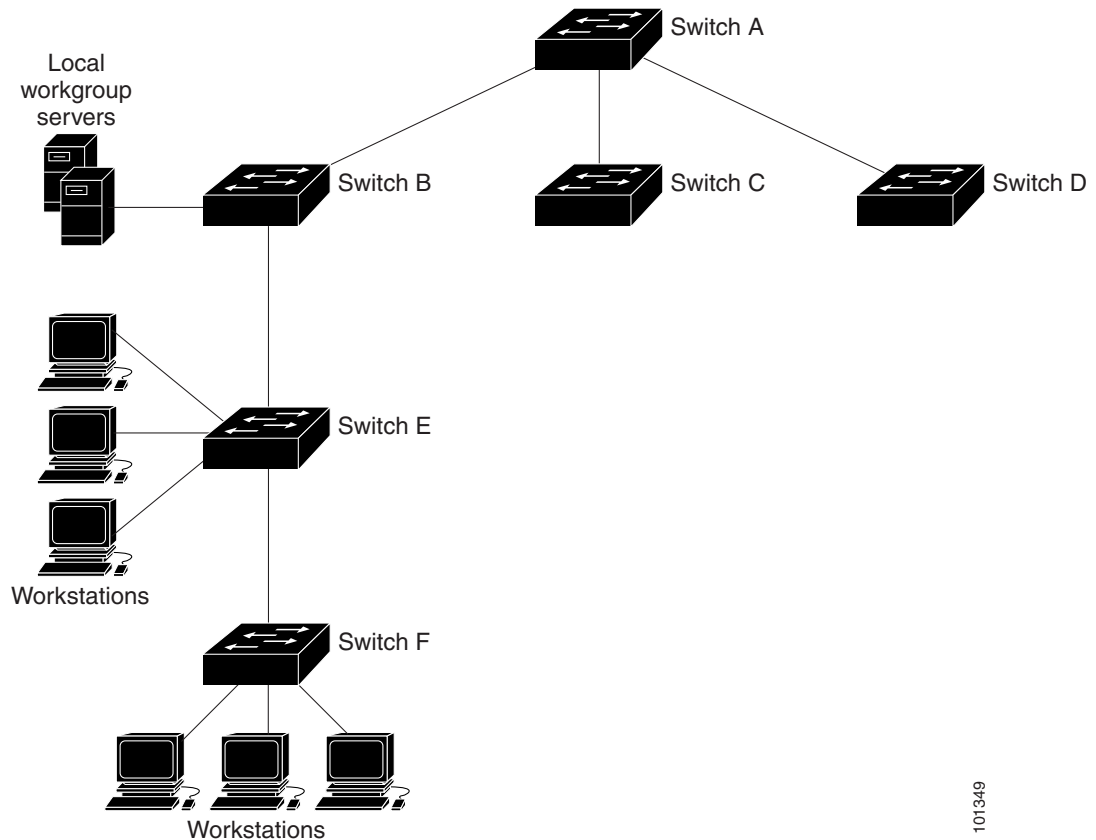 Switch A
Local
workgroup
servers
Switch B
Switch C
Switch D
Switch E
Workstations
Switch F
Workstations
101349